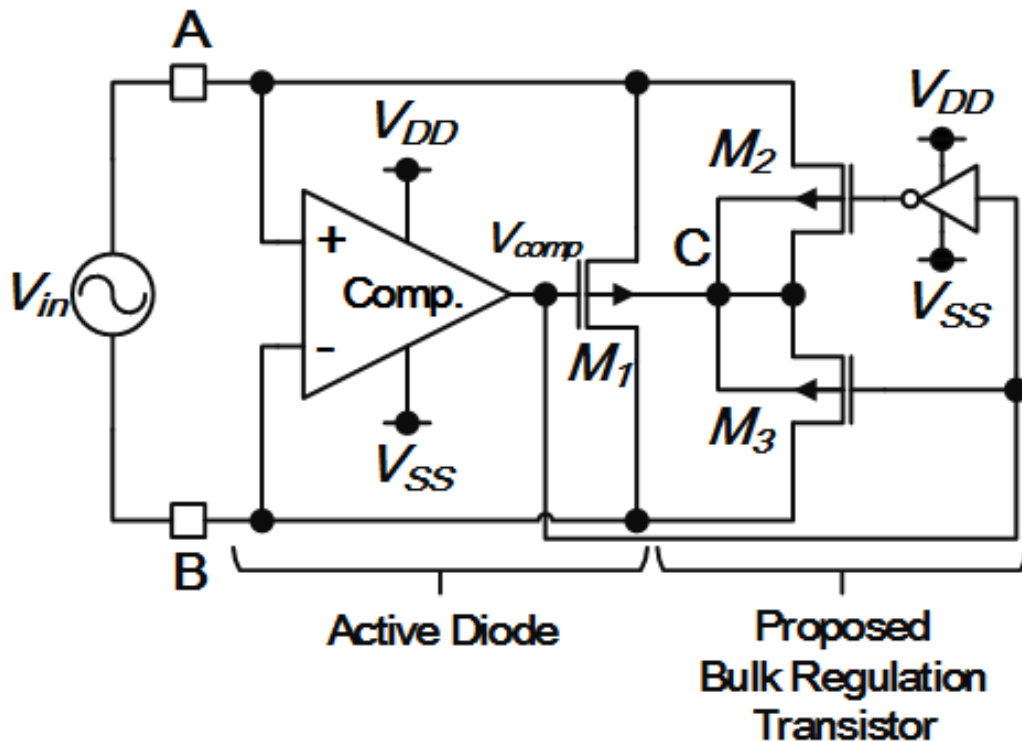 A
V_DD
V_DD
M_2
+
V_comp
C
V_in
Comp.
V_SS
-
M_1
M_3
V_SS
B
Active Diode
Proposed
Bulk Regulation
Transistor